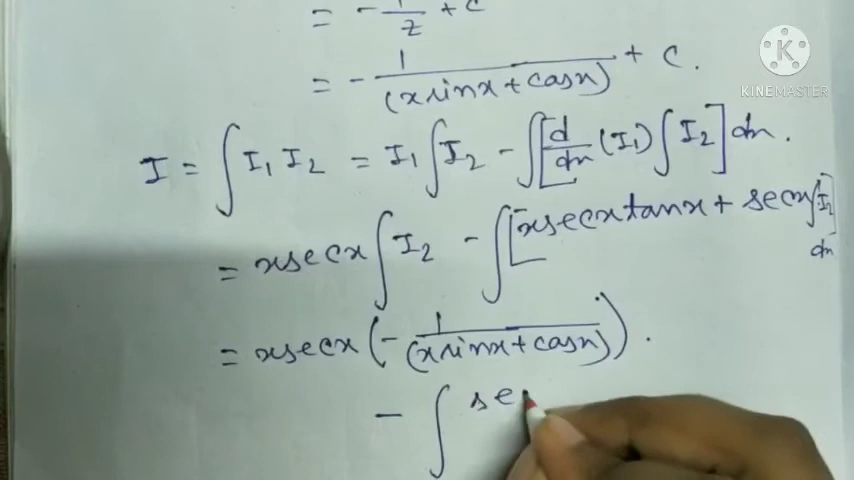 = - 1/z + C
= - 1/(x sin x + cos x) + C.
K
KINEMASTER
I = ∫ I₁ I₂ = I₁ ∫ I₂ - ∫ [d/dx (I₁) ∫ I₂] dx.
= x sec x ∫ I₂ - ∫ [x sec x tan x + sec x ∫ I₂] dx
= x sec x (- 1/(x sin x + cos x)).
- ∫ se